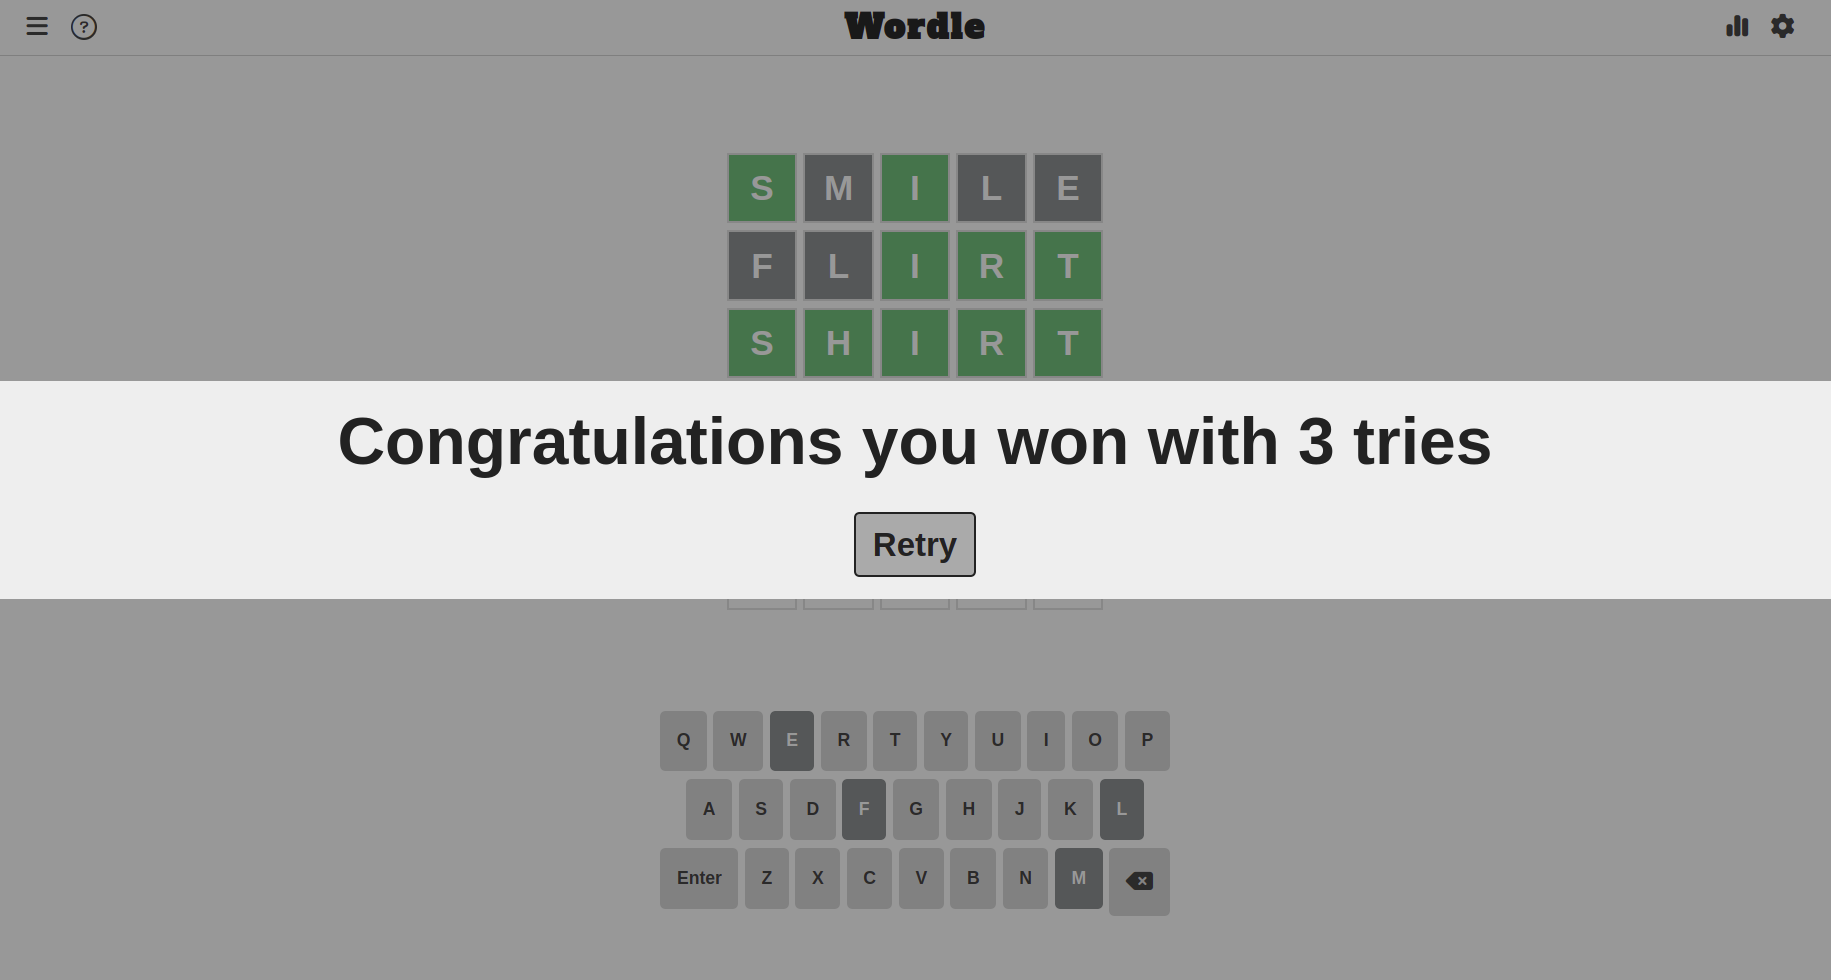 ?
Wordle
S M I L E
F L I R T
S H I R T
Congratulations you won with 3 tries
Retry
Q W E R T Y U I O P
A S D F G H J K L
Enter Z X C V B N M